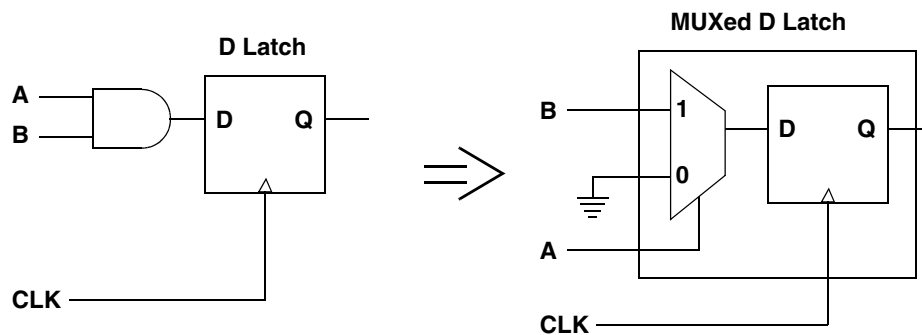 D Latch
A
B
D Q
CLK
MUXed D Latch
B
1
0
D Q
A
CLK